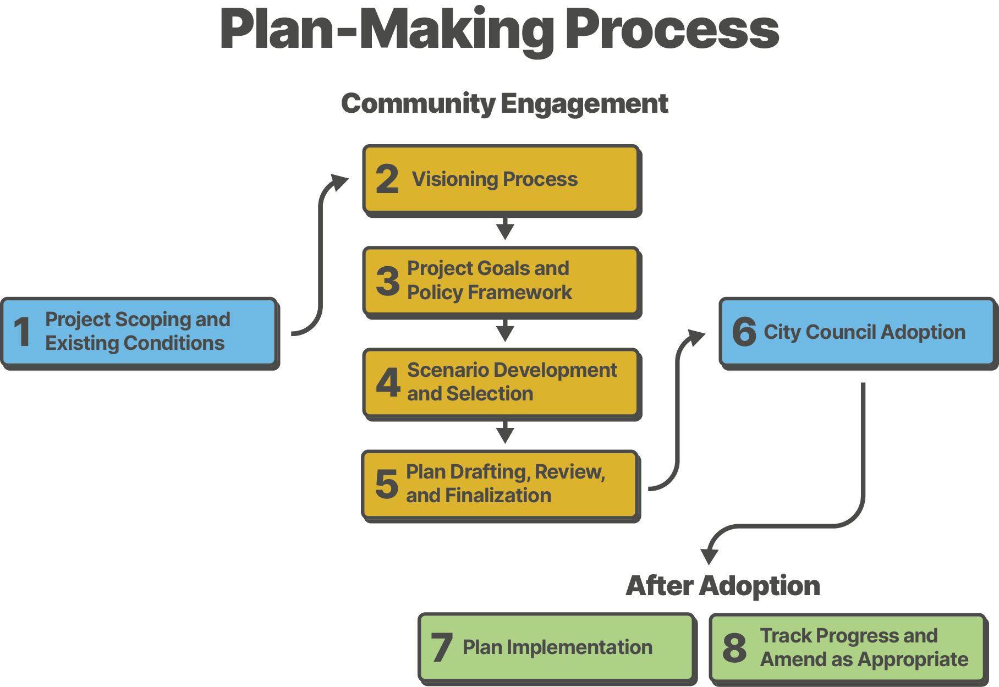 Plan-Making Process
Community Engagement
2 Visioning Process
3 Project Goals and
Policy Framework
1 Project Scoping and
Existing Conditions
4 Scenario Development
and Selection
5 Plan Drafting, Review,
and Finalization
6 City Council Adoption
After Adoption
7 Plan Implementation
8 Track Progress and
Amend as Appropriate